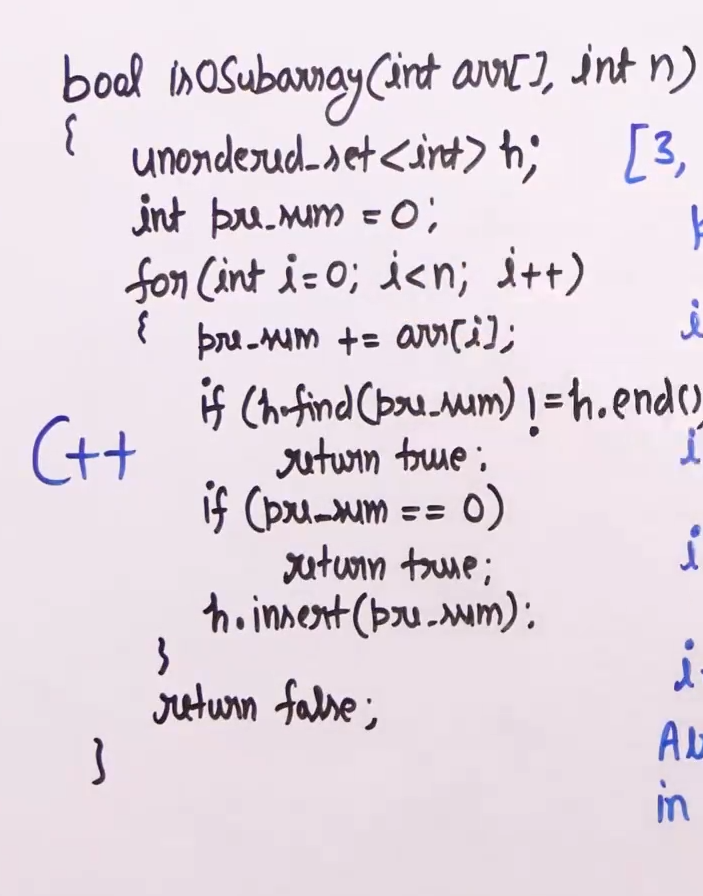 bool is0Subarray(int arr[], int n)
{
unordered_set<int> h;
[3,
int pre_sum = 0;
for(int i=0; i<n; i++)
{ pre_sum += arr[i];
i
if (h.find(pre_sum) != h.end()
C++
return true;
i
if (pre_sum == 0)
return true;
i
h.insert(pre_sum);
}
i
return false;
}
in